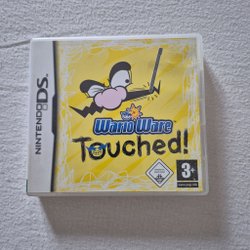 NINTENDO DS
Wario Ware
Touched!
3+